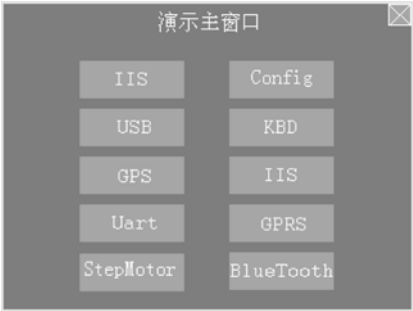 演示主窗口
IIS Config
USB KBD
GPS IIS
Uart GPRS
StepMotor BlueTooth